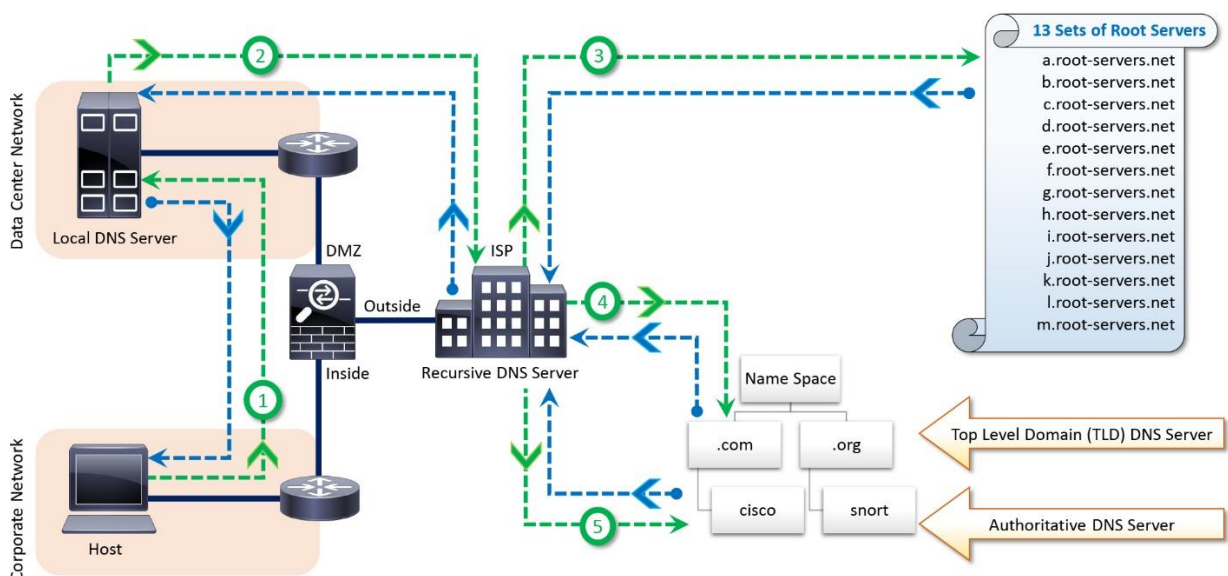 2
3
13 Sets of Root Servers
a.root-servers.net
b.root-servers.net
c.root-servers.net
d.root-servers.net
e.root-servers.net
f.root-servers.net
g.root-servers.net
h.root-servers.net
i.root-servers.net
j.root-servers.net
k.root-servers.net
l.root-servers.net
m.root-servers.net
Data Center Network
Local DNS Server
DMZ
ISP
4
Outside
Inside
Recursive DNS Server
1
Name Space
.com
.org
Top Level Domain (TLD) DNS Server
Corporate Network
Host
5
cisco
snort
Authoritative DNS Server